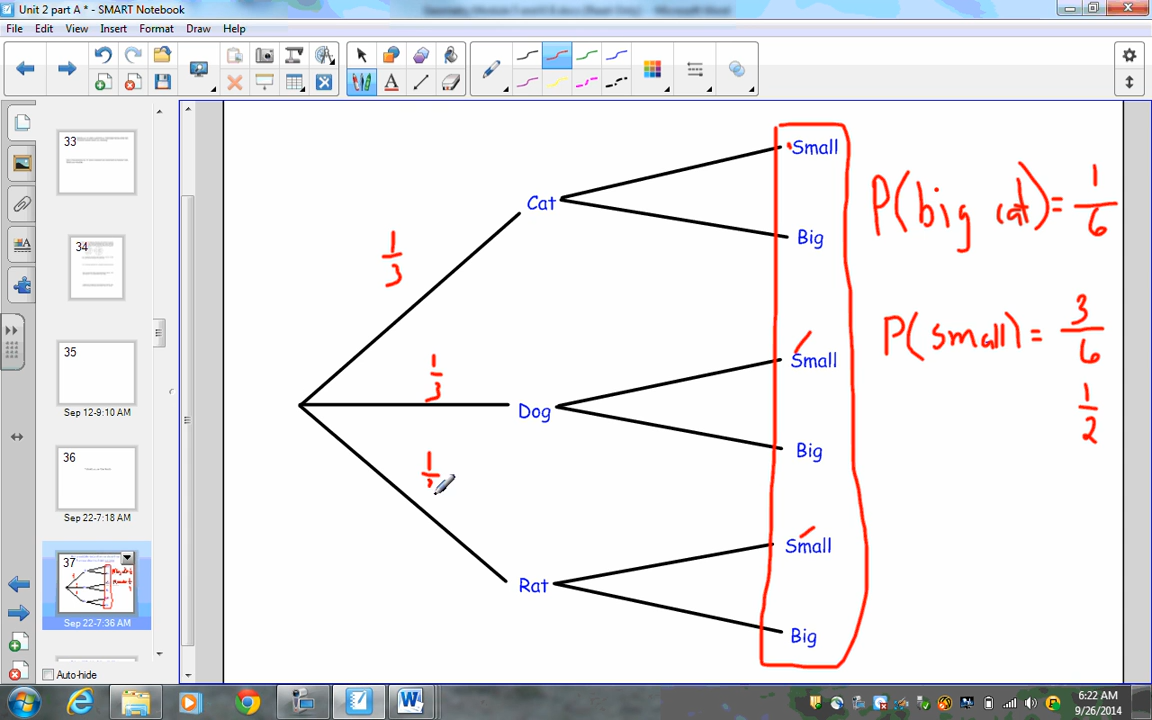 Unit 2 part A * - SMART Notebook
File Edit View Insert Format Draw Help
33
34
35
Sep 12-9:10 AM
36
Sep 22-7:18 AM
37
Sep 22-7:36 AM
Auto-hide
Cat
Dog
Rat
Small
Big
Small
Big
Small
Big
1/3
1/3
P(big cat) = 1/6
P(small) = 3/6
1/2
6:22 AM
9/26/2014